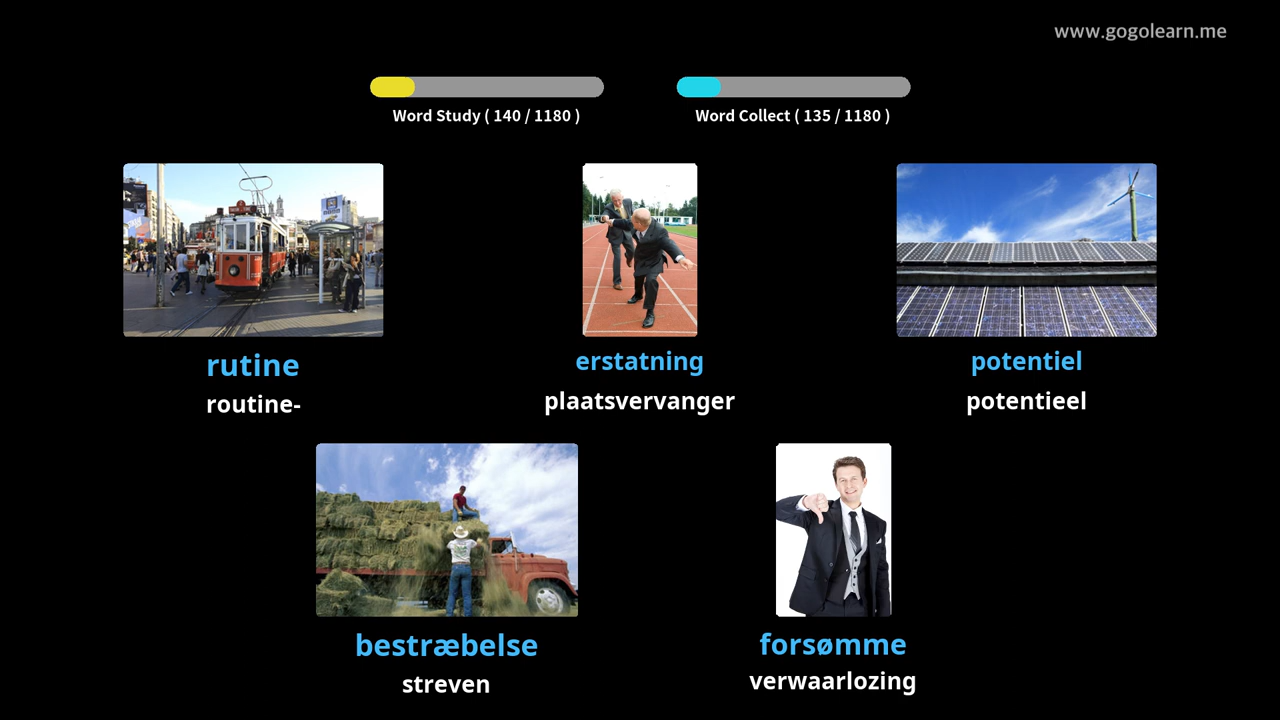 www.gogolearn.me
Word Study ( 140 / 1180 )
Word Collect ( 135 / 1180 )
rutine
routine-
erstatning
plaatsvervanger
potentiel
potentieel
bestræbelse
streven
forsømme
verwaarlozing